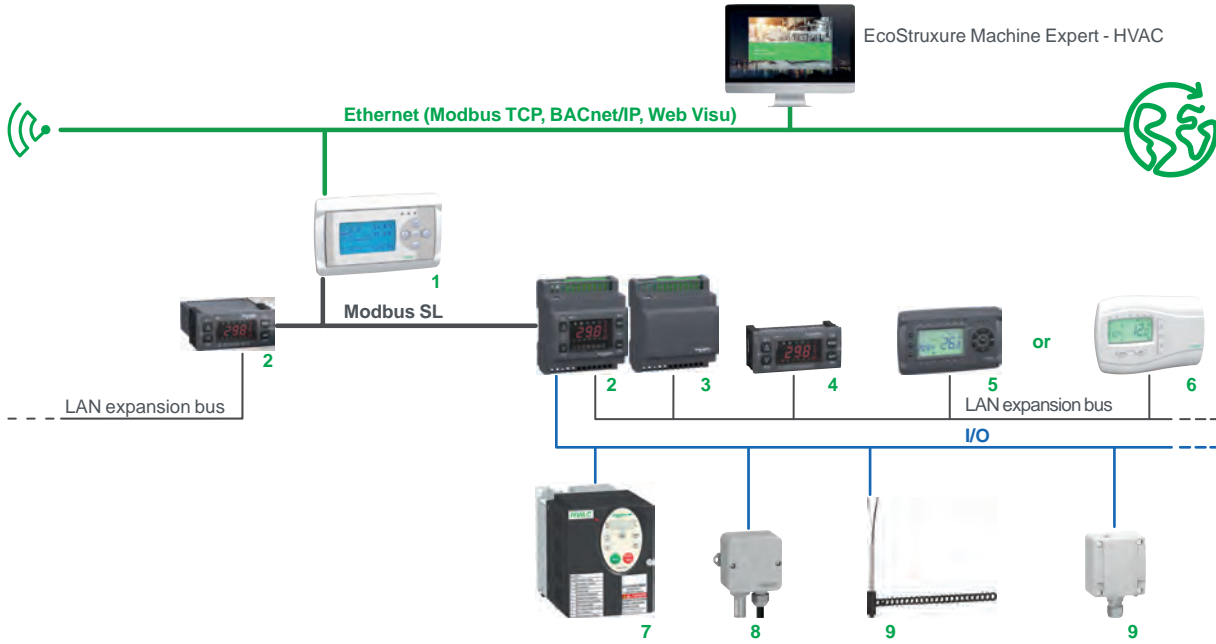 EcoStruxure Machine Expert - HVAC
Ethernet (Modbus TCP, BACnet/IP, Web Visu)
1
Modbus SL
2
2
3
4
5
or
6
LAN expansion bus
LAN expansion bus
I/O
7
8
9
9